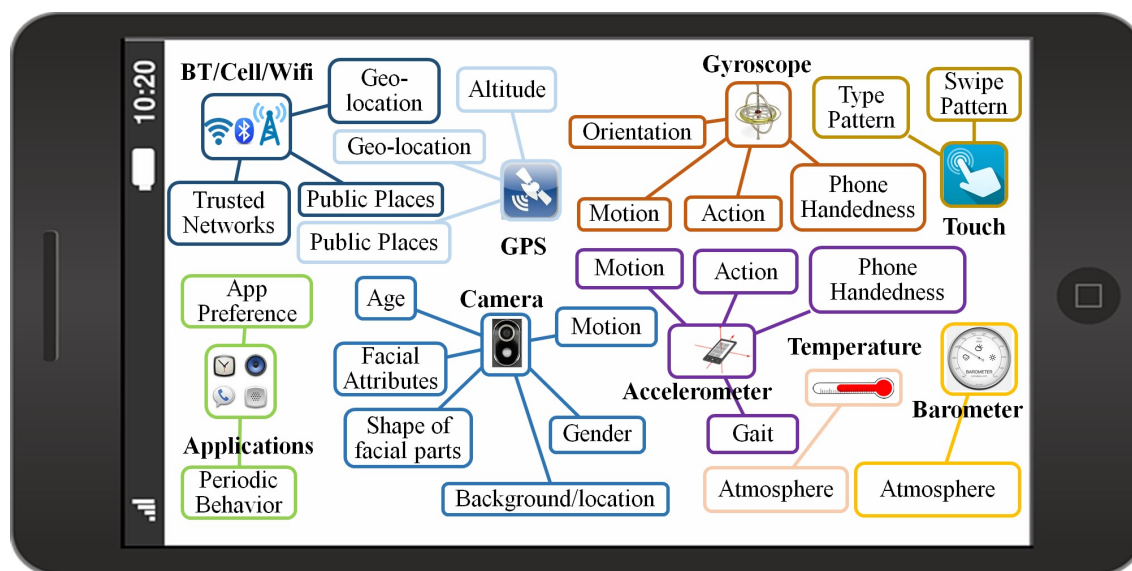 10:20
BT/Cell/Wifi
Geo-
location
Trusted
Networks
Public Places
Altitude
Geo-location
Public Places
GPS
Gyroscope
Orientation
Motion
Action
Phone
Handedness
Type
Pattern
Swipe
Pattern
Touch
App
Preference
Applications
Periodic
Behavior
Camera
Age
Motion
Facial
Attributes
Shape of
facial parts
Gender
Background/location
Motion
Action
Phone
Handedness
Accelerometer
Gait
Temperature
Atmosphere
BAROMETER
Barometer
Atmosphere